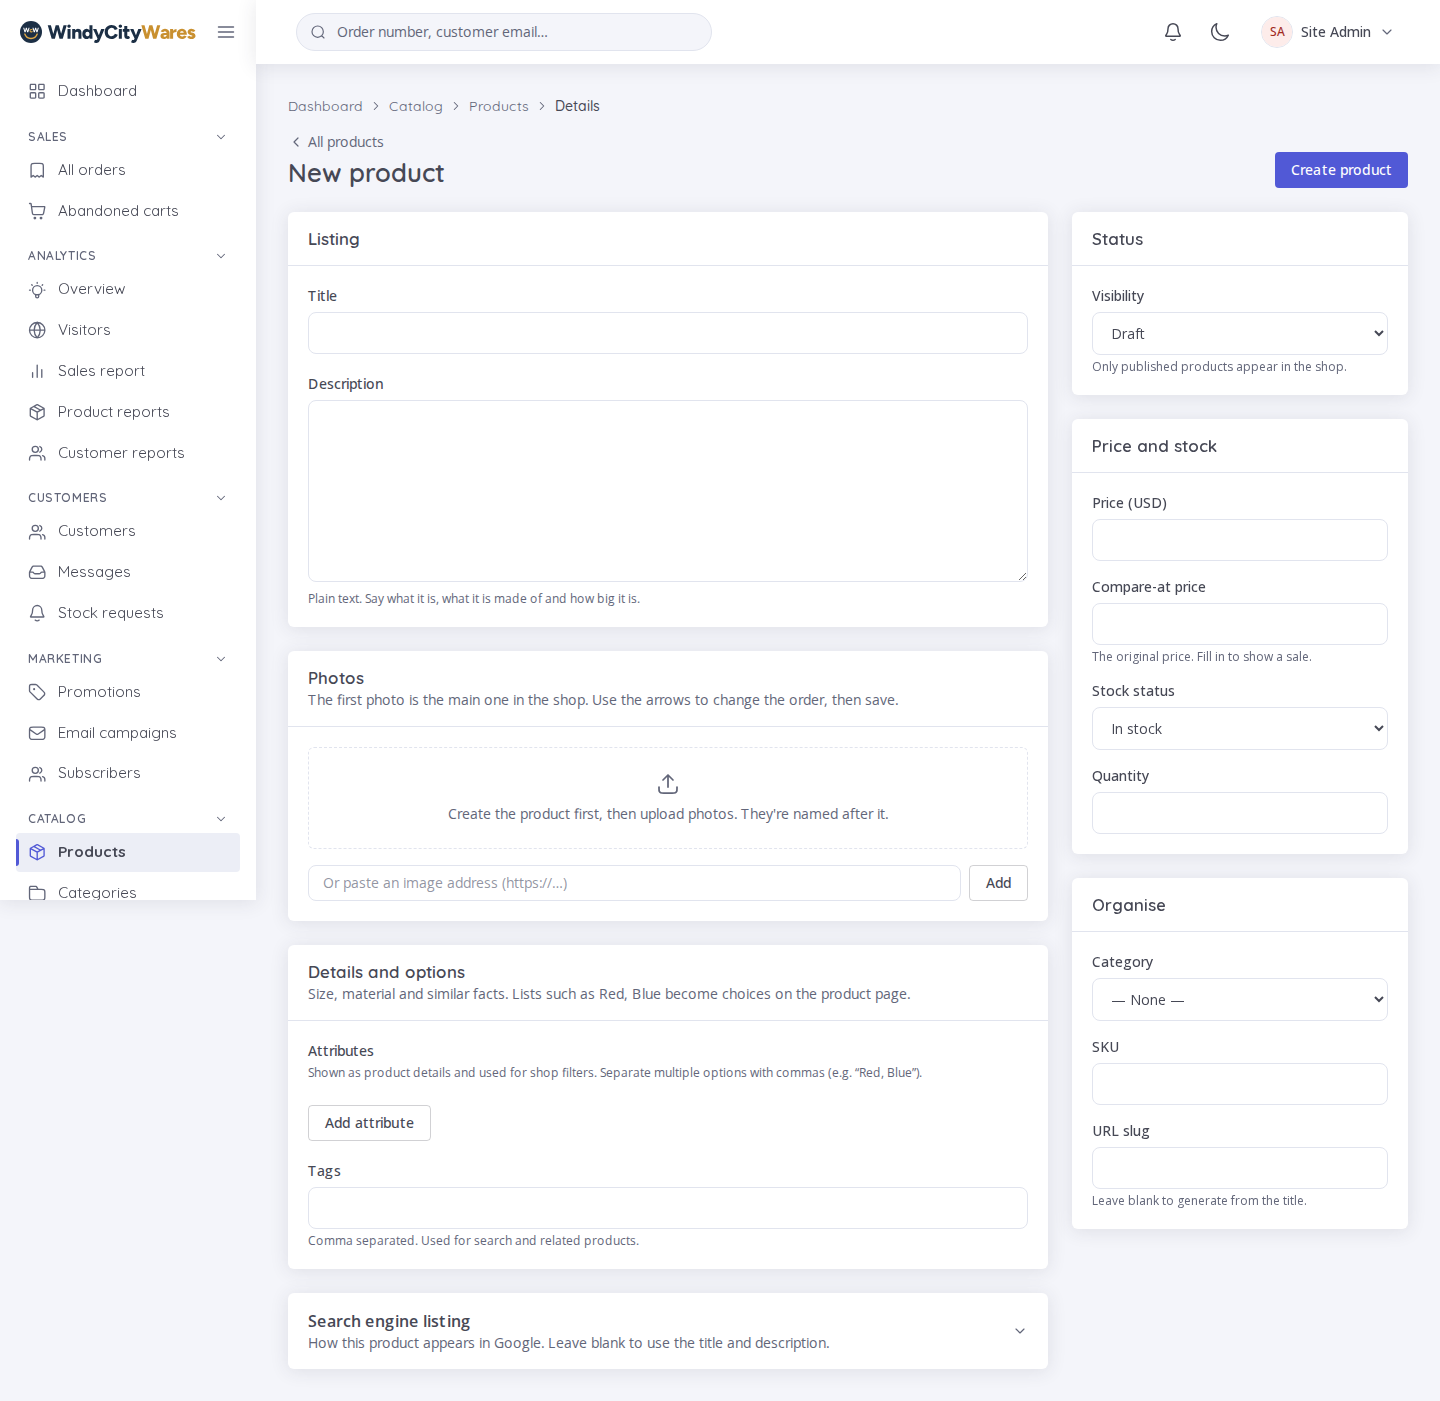 WindyCityWares
Order number, customer email...
SA
Site Admin
Dashboard
SALES
All orders
Abandoned carts
ANALYTICS
Overview
Visitors
Sales report
Product reports
Customer reports
CUSTOMERS
Customers
Messages
Stock requests
MARKETING
Promotions
Email campaigns
Subscribers
CATALOG
Products
Categories
Dashboard > Catalog > Products > Details
All products
New product
Create product
Listing
Title
Description
Plain text. Say what it is, what it is made of and how big it is.
Photos
The first photo is the main one in the shop. Use the arrows to change the order, then save.
Create the product first, then upload photos. They're named after it.
Or paste an image address (https://...)
Add
Details and options
Size, material and similar facts. Lists such as Red, Blue become choices on the product page.
Attributes
Shown as product details and used for shop filters. Separate multiple options with commas (e.g. “Red, Blue”).
Add attribute
Tags
Comma separated. Used for search and related products.
Search engine listing
How this product appears in Google. Leave blank to use the title and description.
Status
Visibility
Draft
Only published products appear in the shop.
Price and stock
Price (USD)
Compare-at price
The original price. Fill in to show a sale.
Stock status
In stock
Quantity
Organise
Category
— None —
SKU
URL slug
Leave blank to generate from the title.